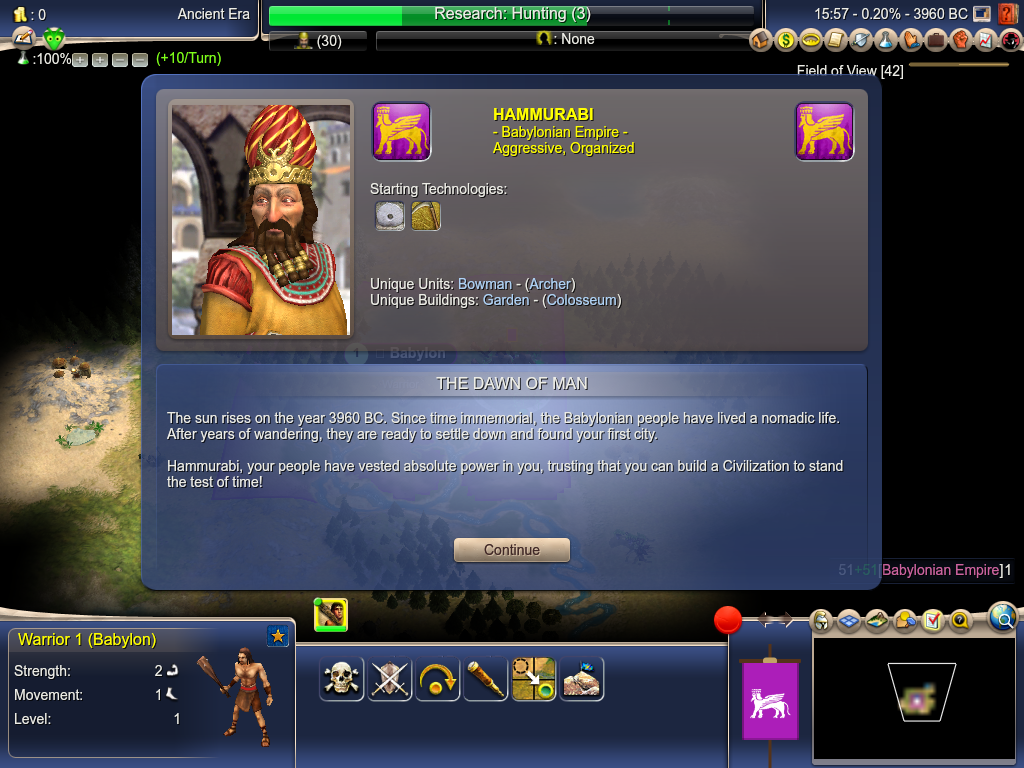 : 0
Ancient Era
Research: Hunting (3)
15:57 - 0.20% - 3960 BC
(30)
: None
:100%
(+10/Turn)
Field of View [42]
HAMMURABI
- Babylonian Empire -
Aggressive, Organized
Starting Technologies:
Unique Units: Bowman - (Archer)
Unique Buildings: Garden - (Colosseum)
1 Babylon
THE DAWN OF MAN
The sun rises on the year 3960 BC. Since time immemorial, the Babylonian people have lived a nomadic life.
After years of wandering, they are ready to settle down and found your first city.
Hammurabi, your people have vested absolute power in you, trusting that you can build a Civilization to stand
the test of time!
Continue
51+51[Babylonian Empire]1
Warrior 1 (Babylon)
Strength: 2
Movement: 1
Level: 1